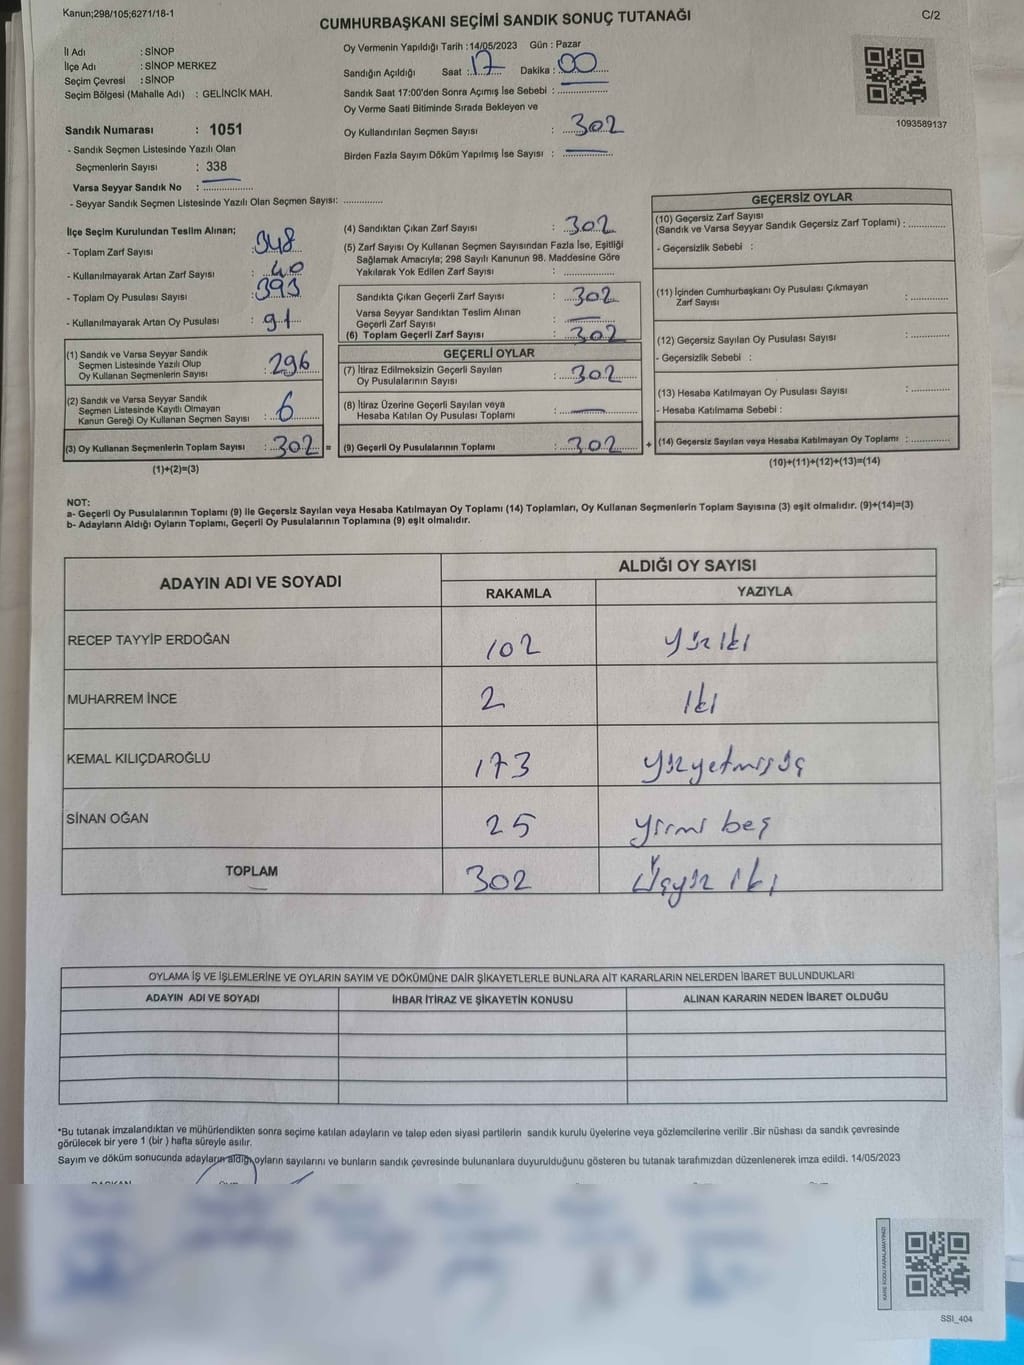 Kanun;298/105;6271/18-1
CUMHURBAŞKANI SEÇİMİ SANDIK SONUÇ TUTANAĞI
C/2
İl Adı : SİNOP
İlçe Adı : SİNOP MERKEZ
Seçim Çevresi : SİNOP
Seçim Bölgesi (Mahalle Adı) : GELİNCİK MAH.
Sandık Numarası : 1051
- Sandık Seçmen Listesinde Yazılı Olan
Seçmenlerin Sayısı : 338
Varsa Seyyar Sandık No : ..............
- Seyyar Sandık Seçmen Listesinde Yazılı Olan Seçmen Sayısı: ............
Oy Vermenin Yapıldığı Tarih : 14/05/2023 Gün : Pazar
Sandığın Açıldığı Saat : 17 Dakika : 00
Sandık Saat 17:00'den Sonra Açımış İse Sebebi : ..............
Oy Verme Saati Bitiminde Sırada Bekleyen ve
Oy Kullandırılan Seçmen Sayısı : 302
Birden Fazla Sayım Döküm Yapılmış İse Sayısı : ..............
1093589137
İlçe Seçim Kurulundan Teslim Alınan;
- Toplam Zarf Sayısı : 348
- Kullanılmayarak Artan Zarf Sayısı : 40
- Toplam Oy Pusulası Sayısı : 393
- Kullanılmayarak Artan Oy Pusulası : 91
(1) Sandık ve Varsa Seyyar Sandık
Seçmen Listesinde Yazılı Olup
Oy Kullanan Seçmenlerin Sayısı : 296
(2) Sandık ve Varsa Seyyar Sandık
Seçmen Listesinde Kayıtlı Olmayan
Kanun Gereği Oy Kullanan Seçmen Sayısı : 6
(3) Oy Kullanan Seçmenlerin Toplam Sayısı : 302 =
(1)+(2)=(3)
(4) Sandıktan Çıkan Zarf Sayısı : 302
(5) Zarf Sayısı Oy Kullanan Seçmen Sayısından Fazla İse, Eşitliği
Sağlamak Amacıyla; 298 Sayılı Kanunun 98. Maddesine Göre
Yakılarak Yok Edilen Zarf Sayısı : ..............
Sandıkta Çıkan Geçerli Zarf Sayısı : 302
Varsa Seyyar Sandıktan Teslim Alınan
Geçerli Zarf Sayısı : ..............
(6) Toplam Geçerli Zarf Sayısı : 302
GEÇERLİ OYLAR
(7) İtiraz Edilmeksizin Geçerli Sayılan
Oy Pusulalarının Sayısı : 302
(8) İtiraz Üzerine Geçerli Sayılan veya
Hesaba Katılan Oy Pusulası Toplamı : ..............
(9) Geçerli Oy Pusulalarının Toplamı : 302 +
GEÇERSİZ OYLAR
(10) Geçersiz Zarf Sayısı
(Sandık ve Varsa Seyyar Sandık Geçersiz Zarf Toplamı) : ............
- Geçersizlik Sebebi :
(11) İçinden Cumhurbaşkanı Oy Pusulası Çıkmayan
Zarf Sayısı : ............
(12) Geçersiz Sayılan Oy Pusulası Sayısı : ............
- Geçersizlik Sebebi :
(13) Hesaba Katılmayan Oy Pusulası Sayısı : ............
- Hesaba Katılmama Sebebi :
(14) Geçersiz Sayılan veya Hesaba Katılmayan Oy Toplamı : ............
(10)+(11)+(12)+(13)=(14)
NOT:
a- Geçerli Oy Pusulalarının Toplamı (9) ile Geçersiz Sayılan veya Hesaba Katılmayan Oy Toplamı (14) Toplamları, Oy Kullanan Seçmenlerin Toplam Sayısına (3) eşit olmalıdır. (9)+(14)=(3)
b- Adayların Aldığı Oyların Toplamı, Geçerli Oy Pusulalarının Toplamına (9) eşit olmalıdır.
ADAYIN ADI VE SOYADI
ALDIĞI OY SAYISI
RAKAMLA YAZIYLA
RECEP TAYYİP ERDOĞAN 102 Yüz İki
MUHARREM İNCE 2 İki
KEMAL KILIÇDAROĞLU 173 Yüzyetmişüç
SİNAN OĞAN 25 Yirmi beş
TOPLAM 302 Üçyüz iki
OYLAMA İŞ VE İŞLEMLERİNE VE OYLARIN SAYIM VE DÖKÜMÜNE DAİR ŞİKAYETLERLE BUNLARA AİT KARARLARIN NELERDEN İBARET BULUNDUKLARI
ADAYIN ADI VE SOYADI İHBAR İTİRAZ VE ŞİKAYETİN KONUSU ALINAN KARARIN NEDEN İBARET OLDUĞU
*Bu tutanak imzalandıktan ve mühürlendikten sonra seçime katılan adayların ve talep eden siyasi partilerin sandık kurulu üyelerine veya gözlemcilerine verilir .Bir nüshası da sandık çevresinde
görülecek bir yere 1 (bir ) hafta süreyle asılır.
Sayım ve döküm sonucunda adayların aldığı oyların sayılarını ve bunların sandık çevresinde bulunanlara duyurulduğunu gösteren bu tutanak tarafımızdan düzenlenerek imza edildi. 14/05/2023
KARE KODU KARALAMAYINIZ!
SSI_404